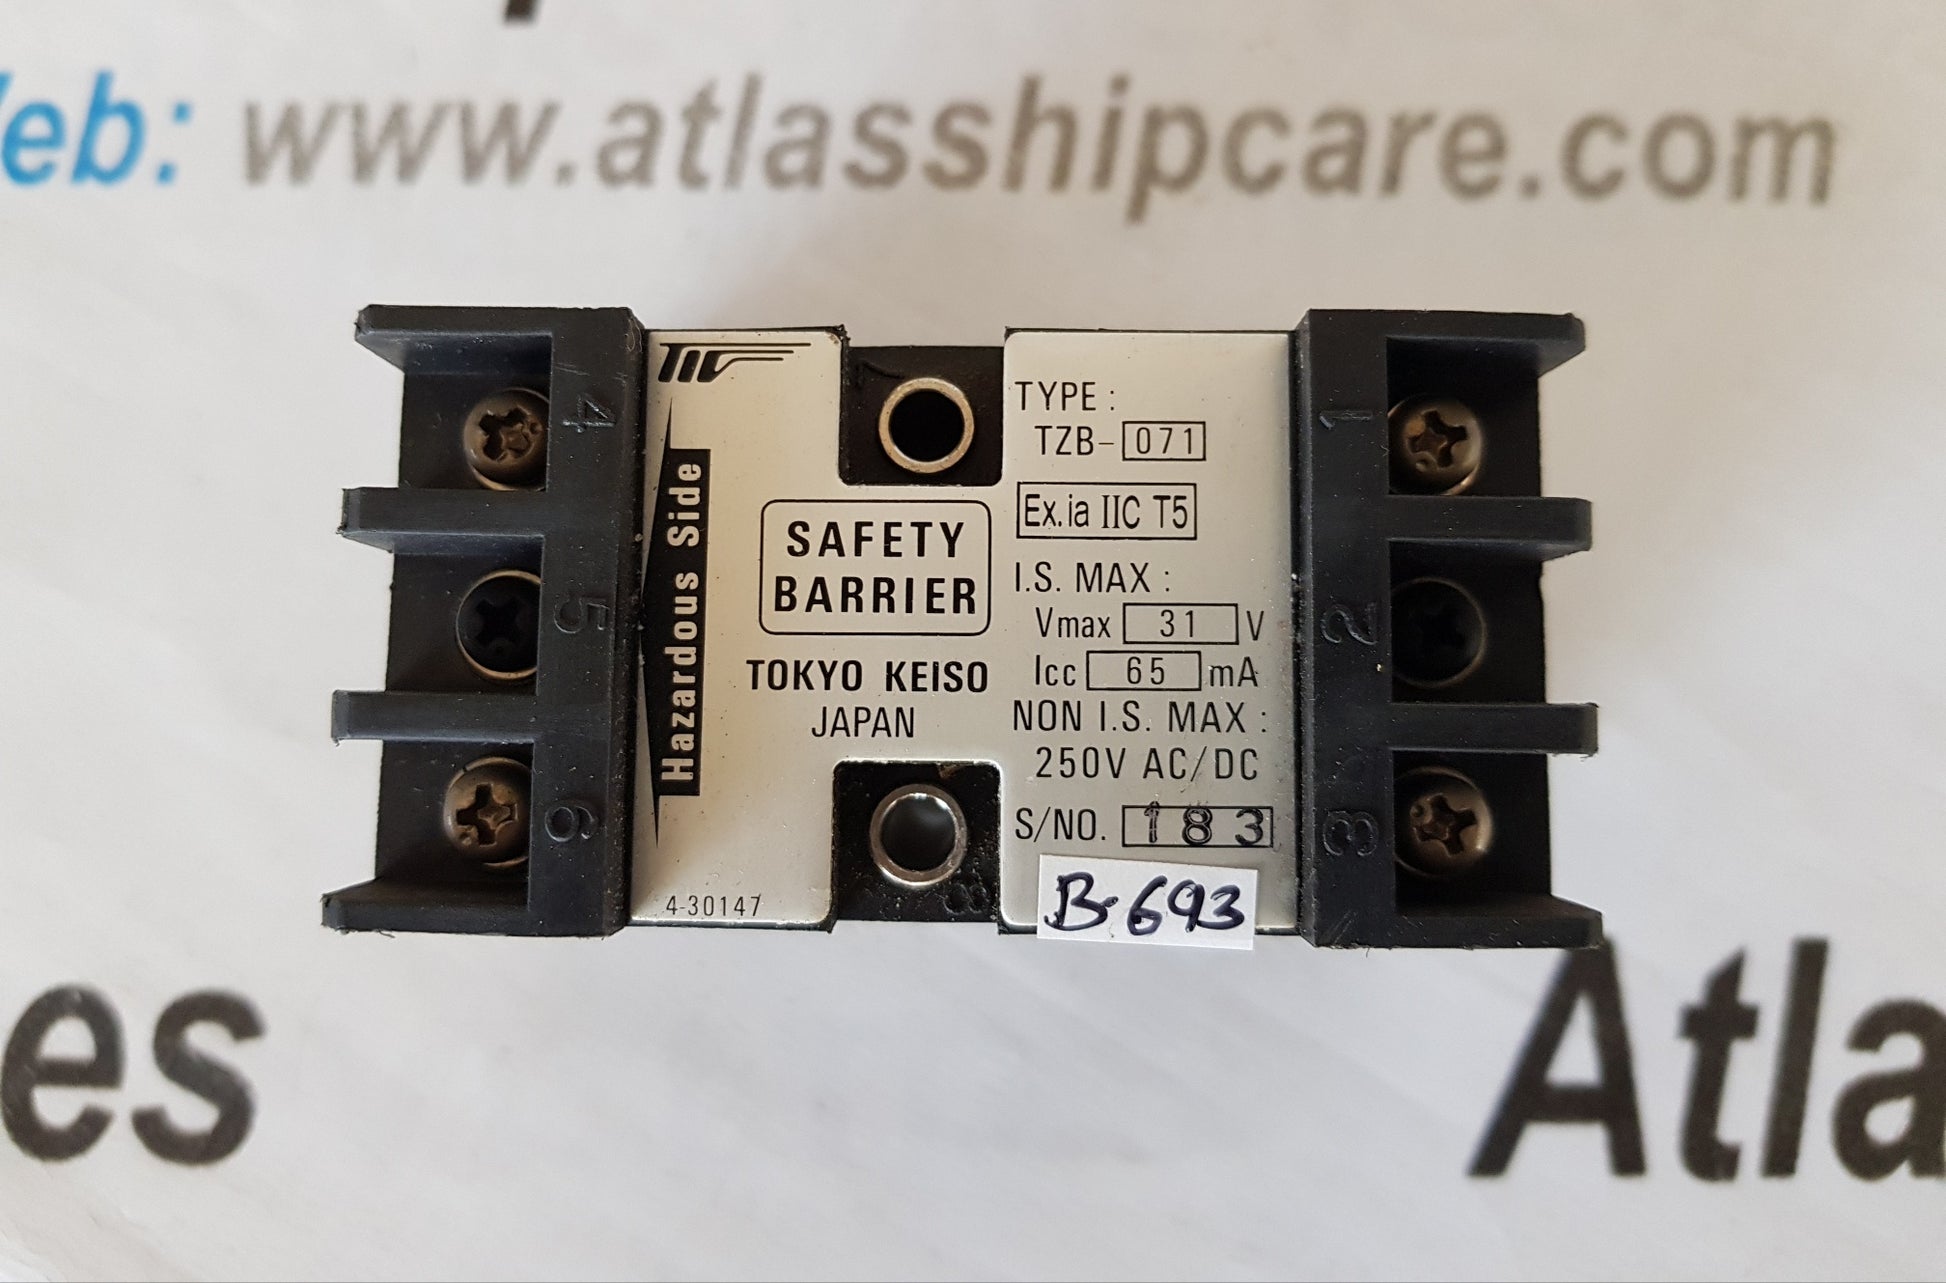 eb: www.atlasshipcare.com
4
5
6
Hazardous Side
4-30147
7
SAFETY
BARRIER
TOKYO KEISO
JAPAN
8
TYPE :
TZB- 071
Ex.ia IIC T5
I.S. MAX :
Vmax 31 V
Icc 65 mA
NON I.S. MAX :
250V AC/DC
S/NO. 183
B-693
1
2
3
es
Atla